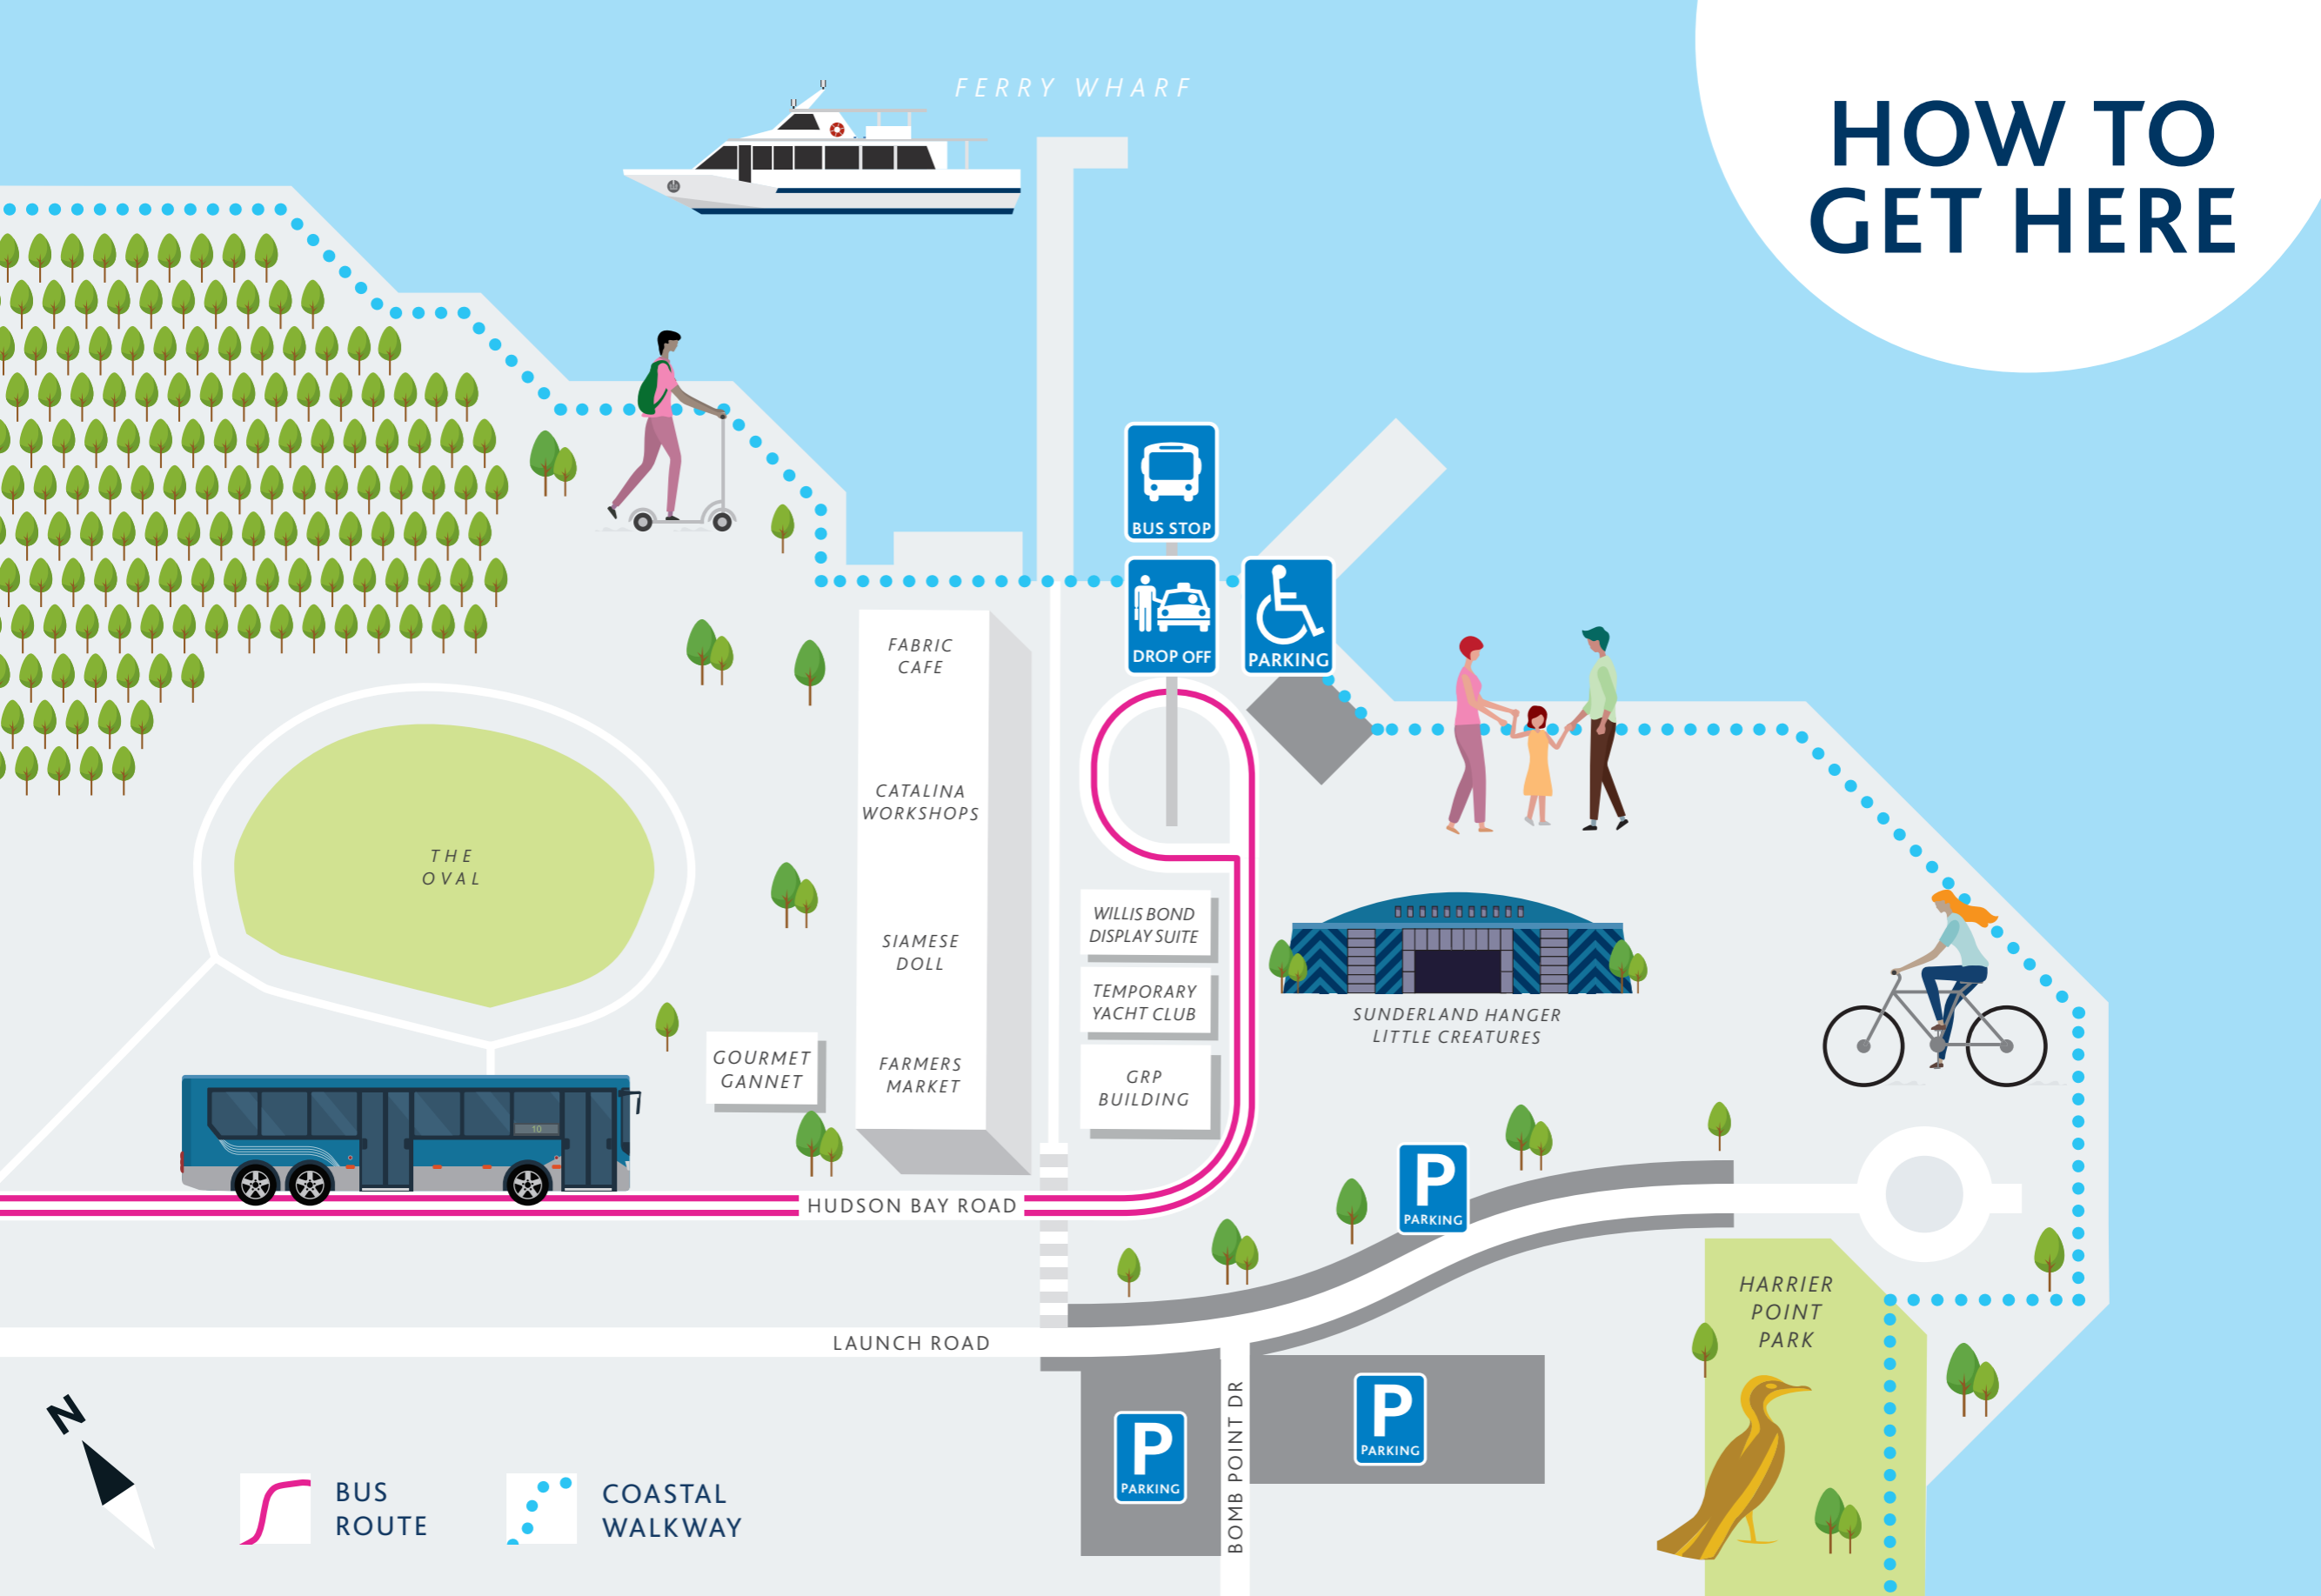 HOW TO
GET HERE
FERRY WHARF
BUS STOP
DROP OFF
PARKING
FABRIC
CAFE
CATALINA
WORKSHOPS
THE
OVAL
SIAMESE
DOLL
WILLIS BOND
DISPLAY SUITE
TEMPORARY
YACHT CLUB
SUNDERLAND HANGER
LITTLE CREATURES
GOURMET
GANNET
FARMERS
MARKET
GRP
BUILDING
10
HUDSON BAY ROAD
P
PARKING
HARRIER
POINT
PARK
LAUNCH ROAD
BOMB POINT DR
P
PARKING
P
PARKING
N
BUS
ROUTE
COASTAL
WALKWAY